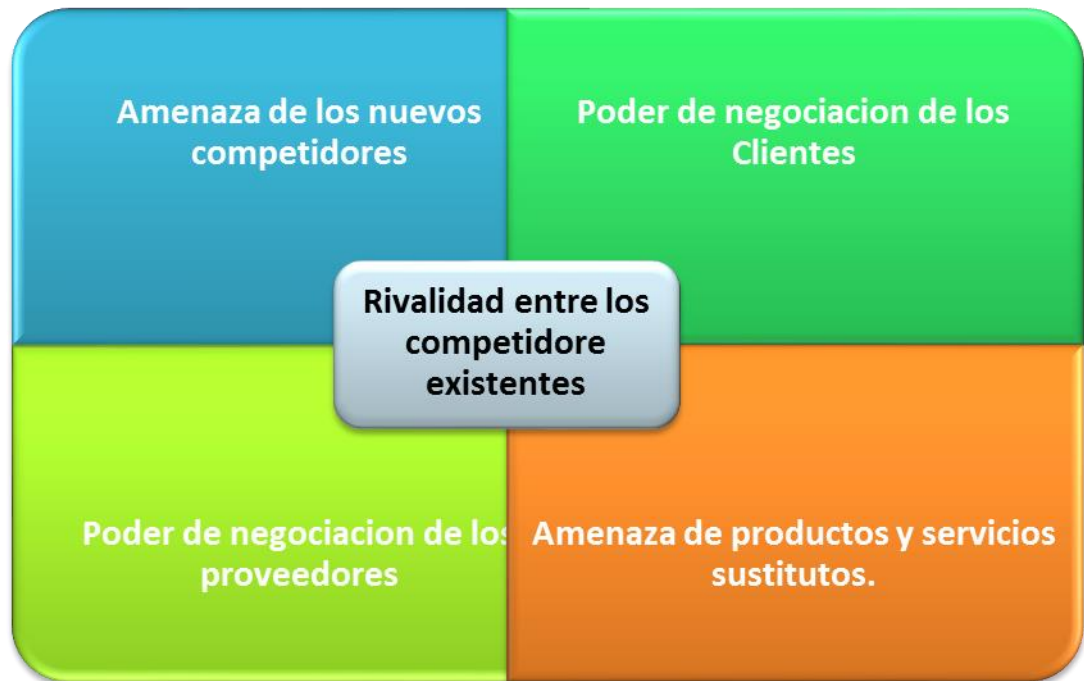 Amenaza de los nuevos
competidores
Poder de negociacion de los
Clientes
Rivalidad entre los
competidore
existentes
Poder de negociacion de los
proveedores
Amenaza de productos y servicios
sustitutos.